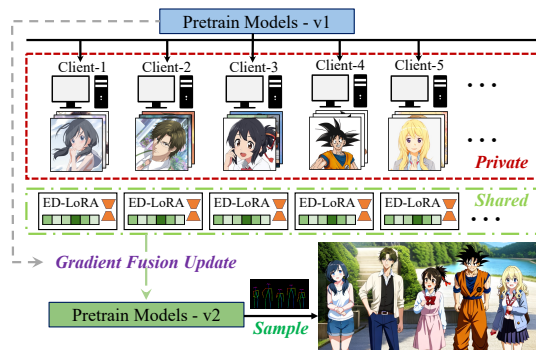 Pretrain Models - v1
Client-1 Client-2 Client-3 Client-4 Client-5
...
...
Private
Shared
ED-LoRA ED-LoRA ED-LoRA ED-LoRA ED-LoRA
...
Gradient Fusion Update
Pretrain Models - v2
Sample